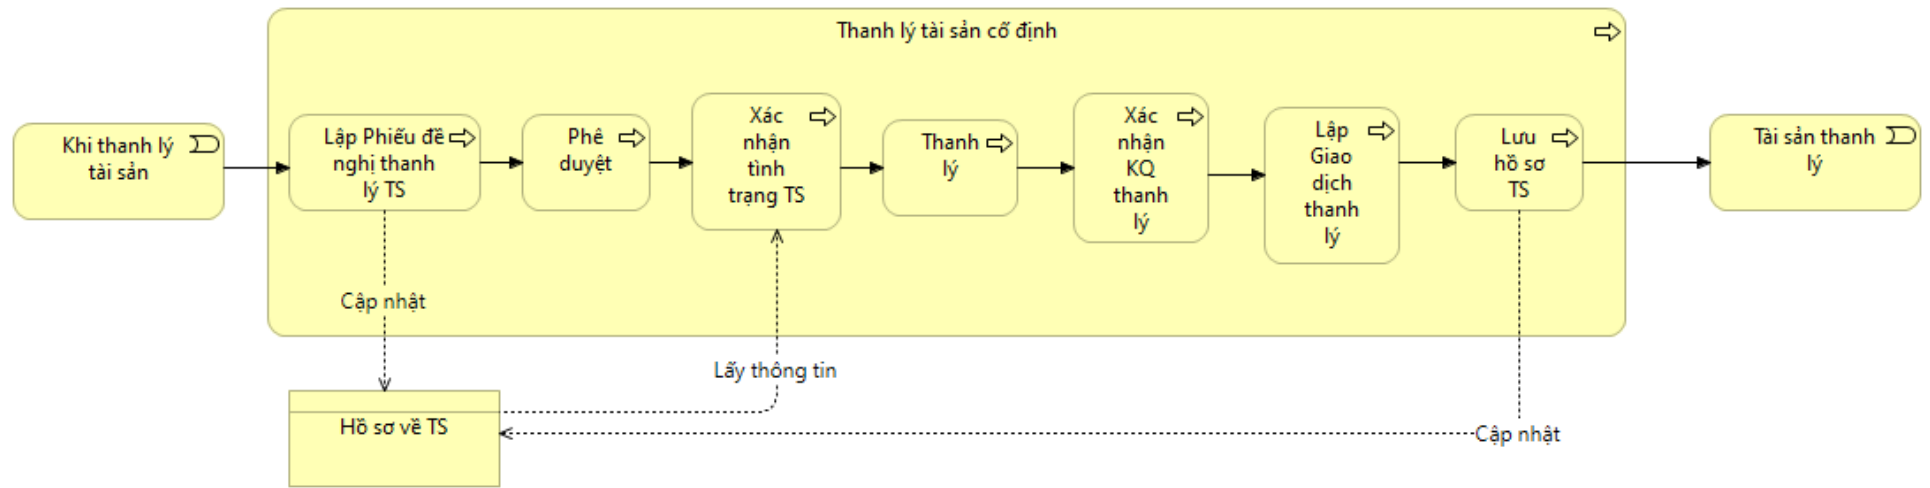 Thanh lý tài sản cố định
Khi thanh lý
tài sản
Lập Phiếu đề
nghị thanh
lý TS
Phê
duyệt
Xác
nhận
tình
trạng TS
Thanh
lý
Xác
nhận
KQ
thanh
lý
Lập
Giao
dịch
thanh
lý
Lưu
hồ sơ
TS
Tài sản thanh
lý
Cập nhật
Lấy thông tin
Hồ sơ về TS
Cập nhật